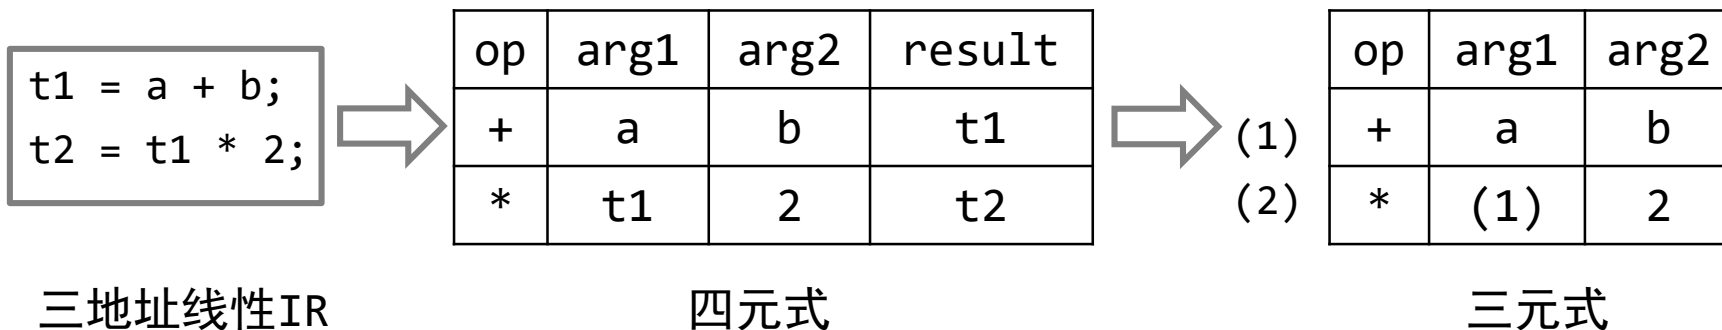 t1 = a + b;
t2 = t1 * 2;
三地址线性IR
op arg1 arg2 result
+ a b t1
* t1 2 t2
四元式
op arg1 arg2
(1) + a b
(2) * (1) 2
三元式